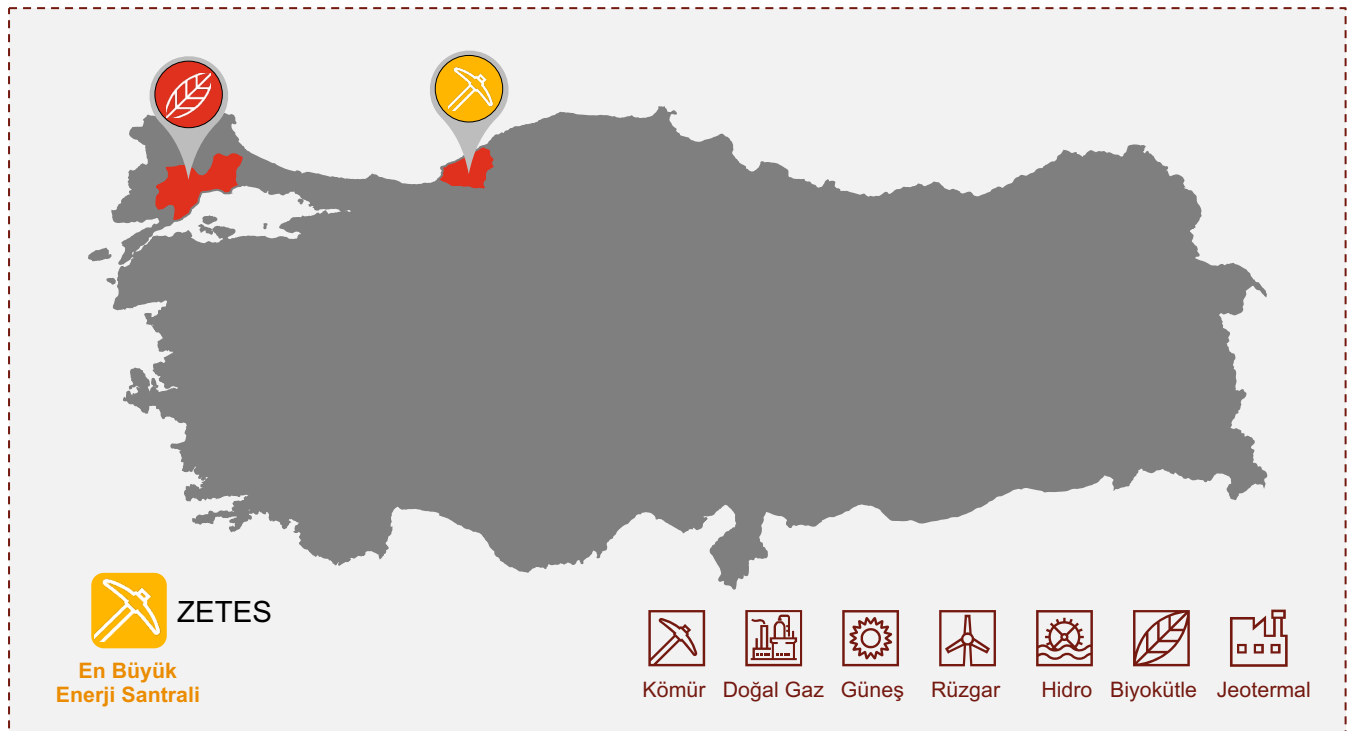 ZETES
En Büyük
Enerji Santrali
Kömür Doğal Gaz Güneş Rüzgar Hidro Biyokütle Jeotermal